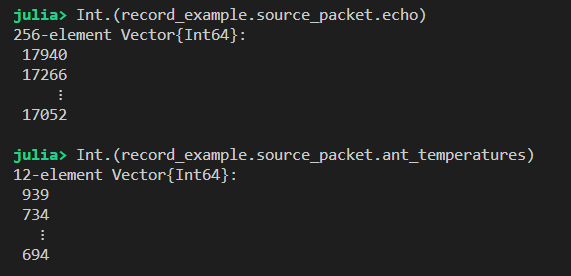 julia> Int.(record_example.source_packet.echo)
256-element Vector{Int64}:
 17940
 17266
     ⋮
 17052

julia> Int.(record_example.source_packet.ant_temperatures)
12-element Vector{Int64}:
 939
 734
   ⋮
 694